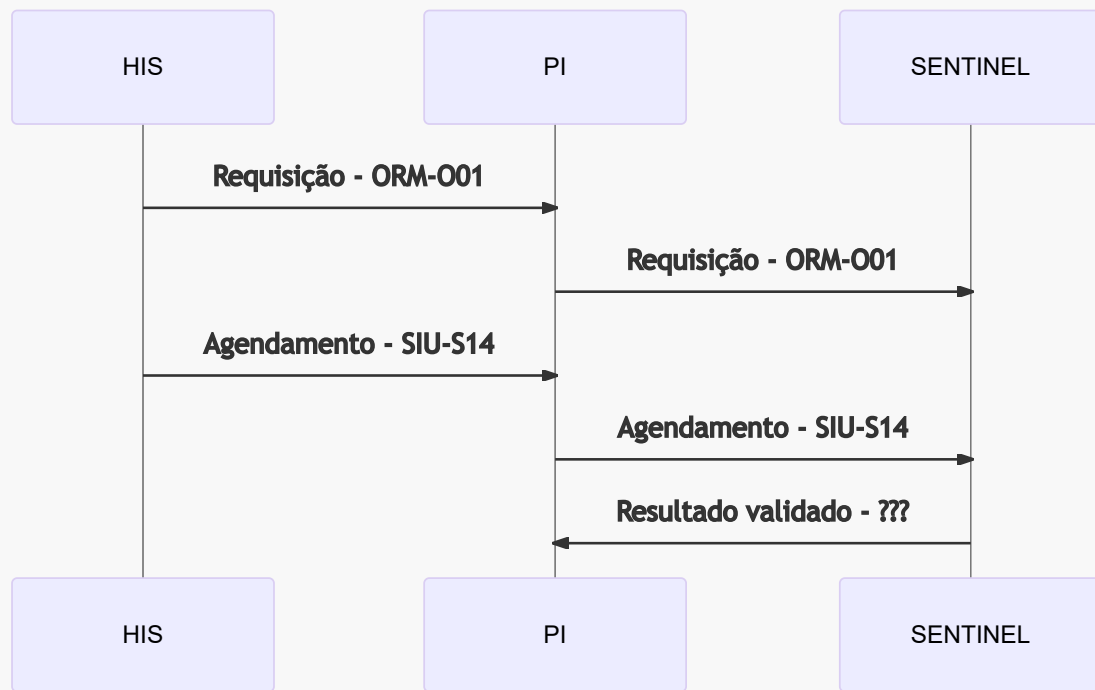 HIS
PI
SENTINEL
Requisição - ORM-O01
Requisição - ORM-O01
Agendamento - SIU-S14
Agendamento - SIU-S14
Resultado validado - ???
HIS
PI
SENTINEL